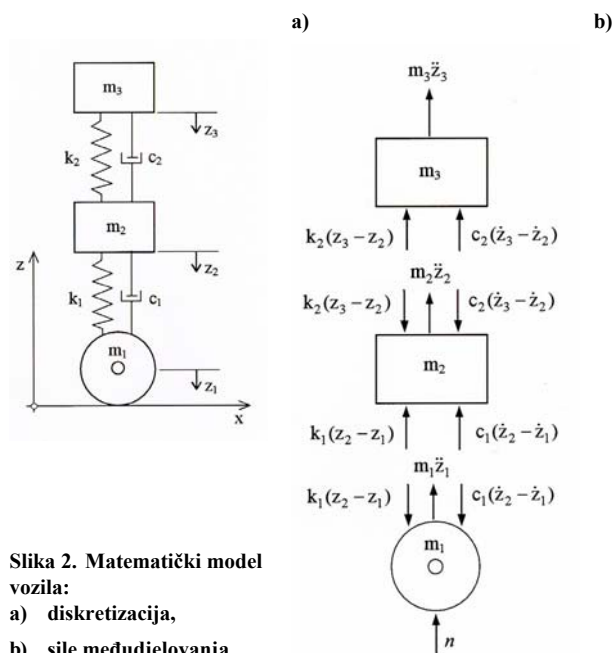 a)
b)
m₃
z₃
k₂
c₂
m₂
z
z₂
k₁
c₁
m₁
z₁
x
m₃z̈₃
m₃
k₂(z₃ − z₂)
c₂(ż₃ − ż₂)
m₂z̈₂
k₂(z₃ − z₂)
c₂(ż₃ − ż₂)
m₂
k₁(z₂ − z₁)
c₁(ż₂ − ż₁)
m₁z̈₁
k₁(z₂ − z₁)
c₁(ż₂ − ż₁)
m₁
n
Slika 2. Matematički model
vozila:
a) diskretizacija,
b) sile međudjelovanja